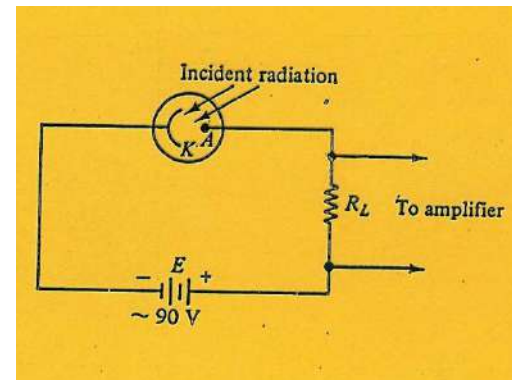 Incident radiation
K A
R_L To amplifier
E
− +
~ 90 V